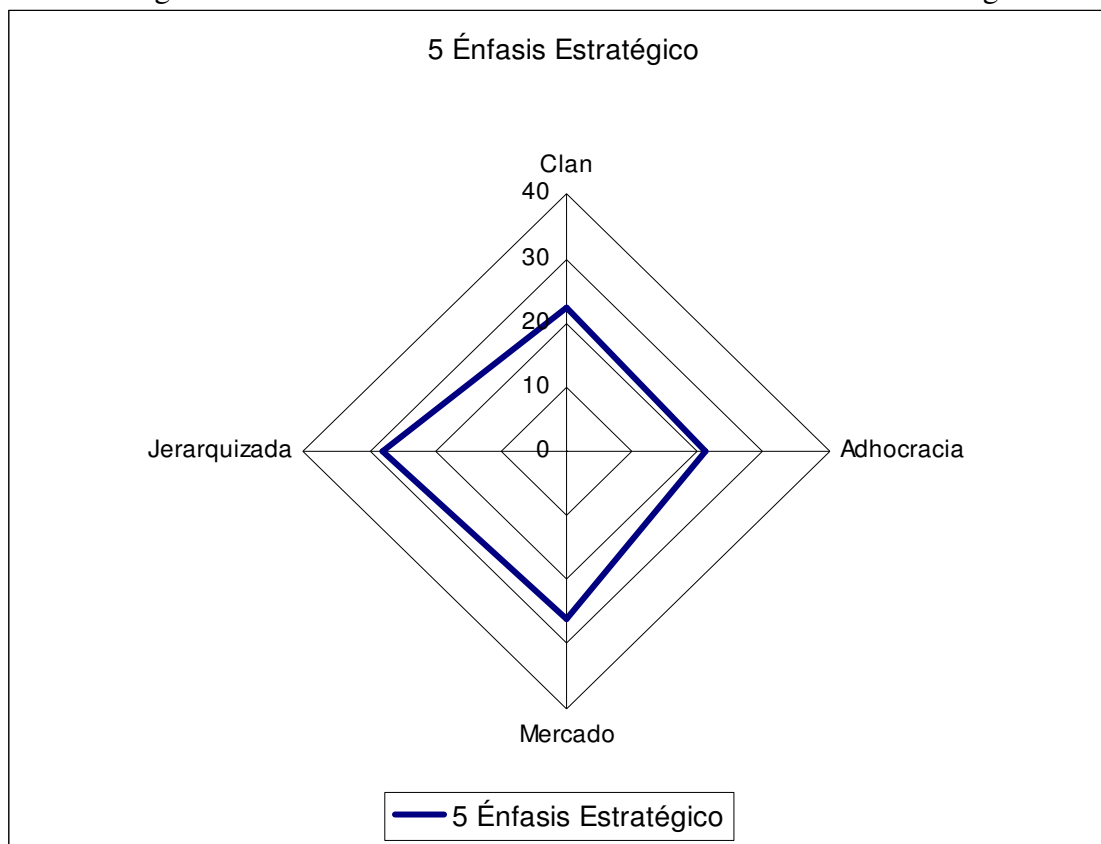 5 Énfasis Estratégico
Clan
40
30
20
10
0
Jerarquizada
Adhocracia
Mercado
5 Énfasis Estratégico